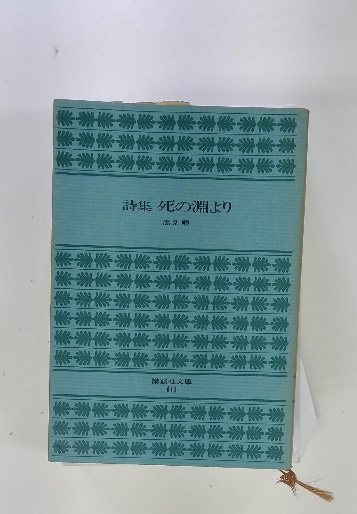 詩集 死の淵より
高見順
講談社文庫